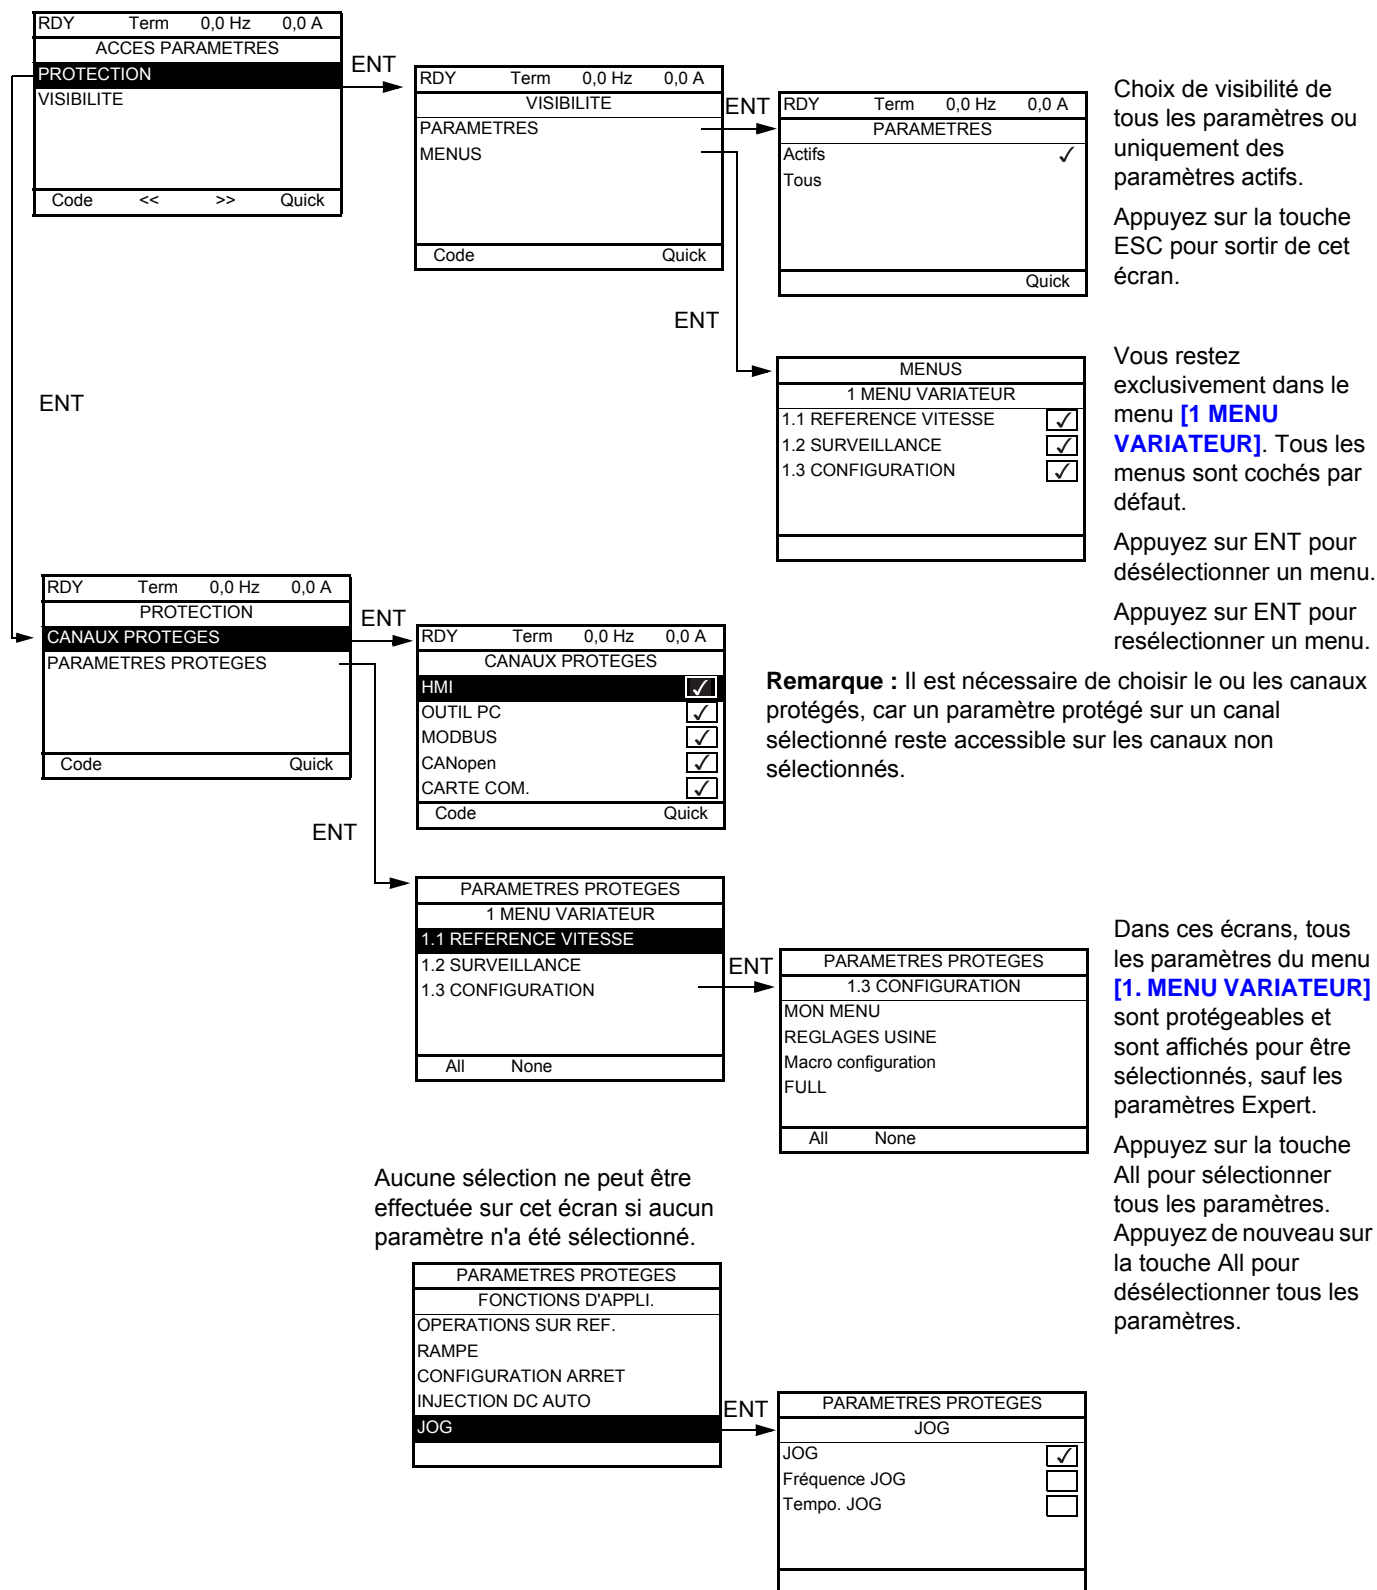 RDY Term 0,0 Hz 0,0 A
ACCES PARAMETRES
PROTECTION
VISIBILITE
Code << >> Quick
ENT
RDY Term 0,0 Hz 0,0 A
VISIBILITE
PARAMETRES
MENUS
Code Quick
ENT
RDY Term 0,0 Hz 0,0 A
PARAMETRES
Actifs ✓
Tous
Quick
Choix de visibilité de
tous les paramètres ou
uniquement des
paramètres actifs.
Appuyez sur la touche
ESC pour sortir de cet
écran.
ENT
MENUS
1 MENU VARIATEUR
1.1 REFERENCE VITESSE ✓
1.2 SURVEILLANCE ✓
1.3 CONFIGURATION ✓
Vous restez
exclusivement dans le
menu [1 MENU
VARIATEUR]. Tous les
menus sont cochés par
défaut.
Appuyez sur ENT pour
désélectionner un menu.
Appuyez sur ENT pour
resélectionner un menu.
ENT
RDY Term 0,0 Hz 0,0 A
PROTECTION
CANAUX PROTEGES
PARAMETRES PROTEGES
Code Quick
ENT
RDY Term 0,0 Hz 0,0 A
CANAUX PROTEGES
HMI ✓
OUTIL PC ✓
MODBUS ✓
CANopen ✓
CARTE COM. ✓
Code Quick
Remarque : Il est nécessaire de choisir le ou les canaux
protégés, car un paramètre protégé sur un canal
sélectionné reste accessible sur les canaux non
sélectionnés.
ENT
PARAMETRES PROTEGES
1 MENU VARIATEUR
1.1 REFERENCE VITESSE
1.2 SURVEILLANCE
1.3 CONFIGURATION
All None
ENT
PARAMETRES PROTEGES
1.3 CONFIGURATION
MON MENU
REGLAGES USINE
Macro configuration
FULL
All None
Dans ces écrans, tous
les paramètres du menu
[1. MENU VARIATEUR]
sont protégeables et
sont affichés pour être
sélectionnés, sauf les
paramètres Expert.
Appuyez sur la touche
All pour sélectionner
tous les paramètres.
Appuyez de nouveau sur
la touche All pour
désélectionner tous les
paramètres.
Aucune sélection ne peut être
effectuée sur cet écran si aucun
paramètre n'a été sélectionné.
PARAMETRES PROTEGES
FONCTIONS D'APPLI.
OPERATIONS SUR REF.
RAMPE
CONFIGURATION ARRET
INJECTION DC AUTO
JOG
ENT
PARAMETRES PROTEGES
JOG
JOG ✓
Fréquence JOG
Tempo. JOG